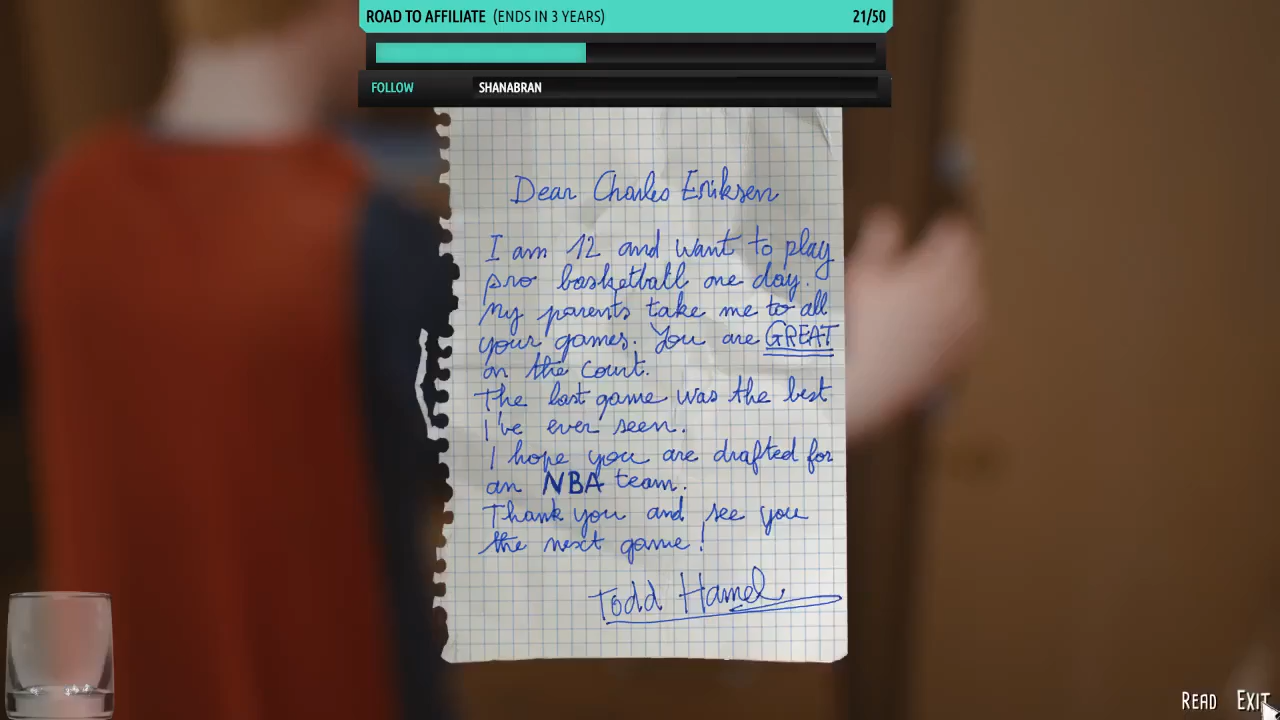 ROAD TO AFFILIATE (ENDS IN 3 YEARS) 21/50
FOLLOW SHANABRAN
Dear Charles Eriksen
I am 12 and want to play
pro basketball one day.
My parents take me to all
your games. You are GREAT
on the court.
The last game was the best
I've ever seen.
I hope you are drafted for
an NBA team.
Thank you and see you
the next game!
Todd Hamel
READ EXIT